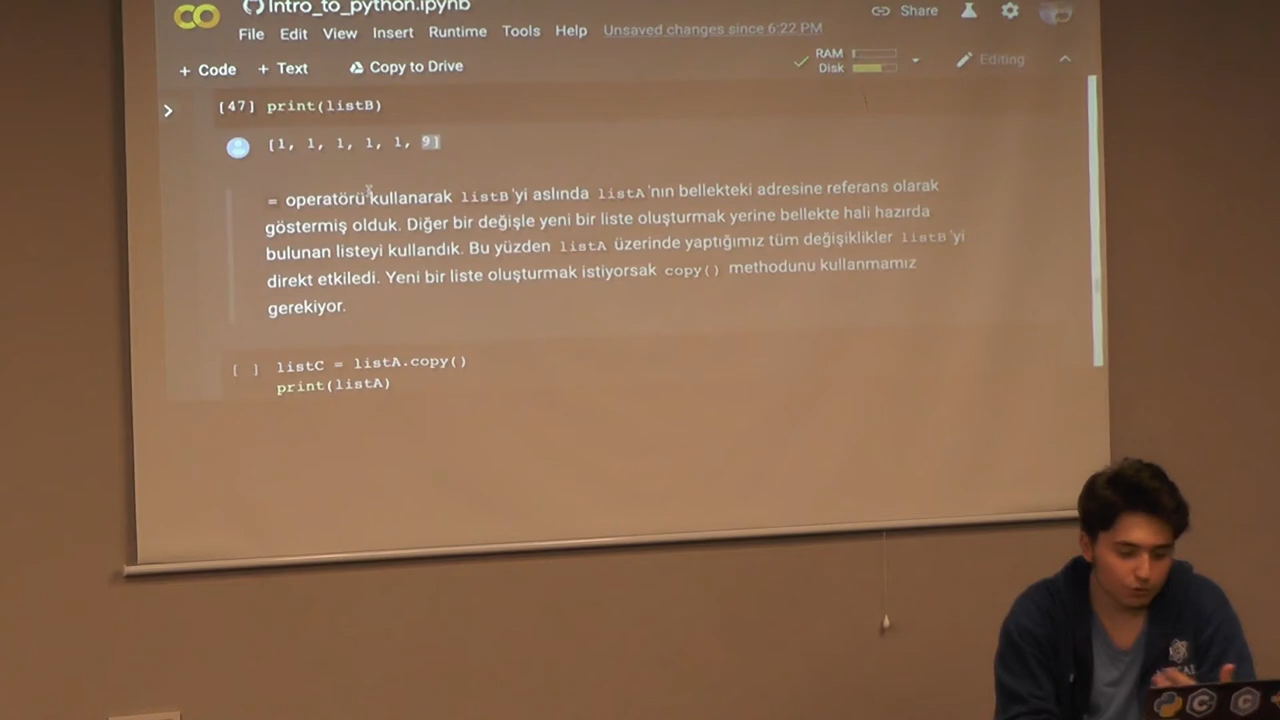 Intro_to_python.ipynb
Share
File Edit View Insert Runtime Tools Help Unsaved changes since 6:22 PM
+ Code + Text Copy to Drive
RAM
Disk
Editing
[47] print(listB)
[1, 1, 1, 1, 1, 9]
= operatörü kullanarak listB'yi aslında listA'nın bellekteki adresine referans olarak
göstermiş olduk. Diğer bir değişle yeni bir liste oluşturmak yerine bellekte hali hazırda
bulunan listeyi kullandık. Bu yüzden listA üzerinde yaptığımız tüm değişiklikler listB'yi
direkt etkiledi. Yeni bir liste oluşturmak istiyorsak copy() methodunu kullanmamız
gerekiyor.
[ ] listC = listA.copy()
print(listA)